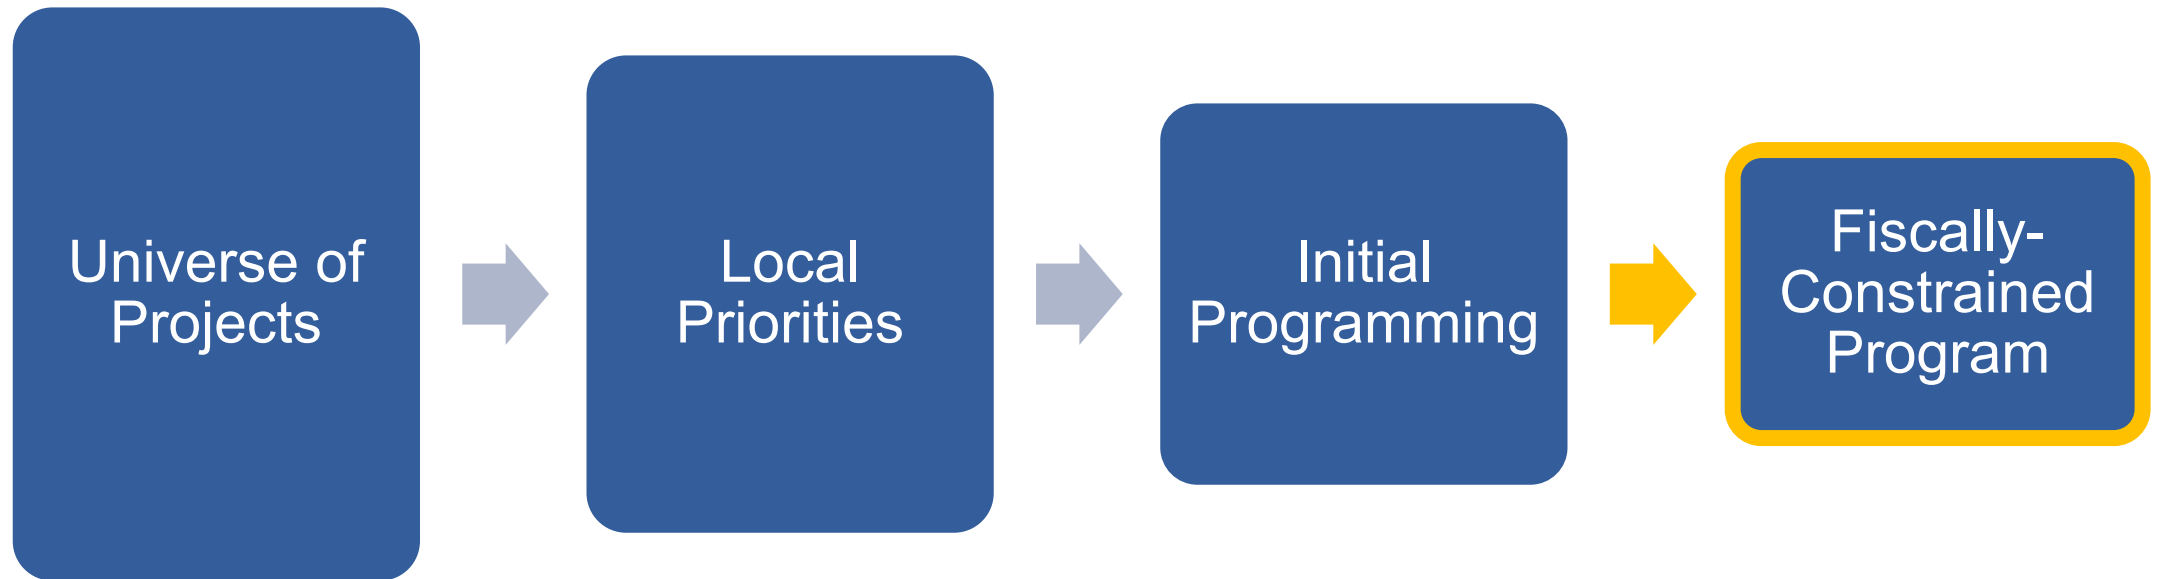 Universe of
Projects
Local
Priorities
Initial
Programming
Fiscally-
Constrained
Program